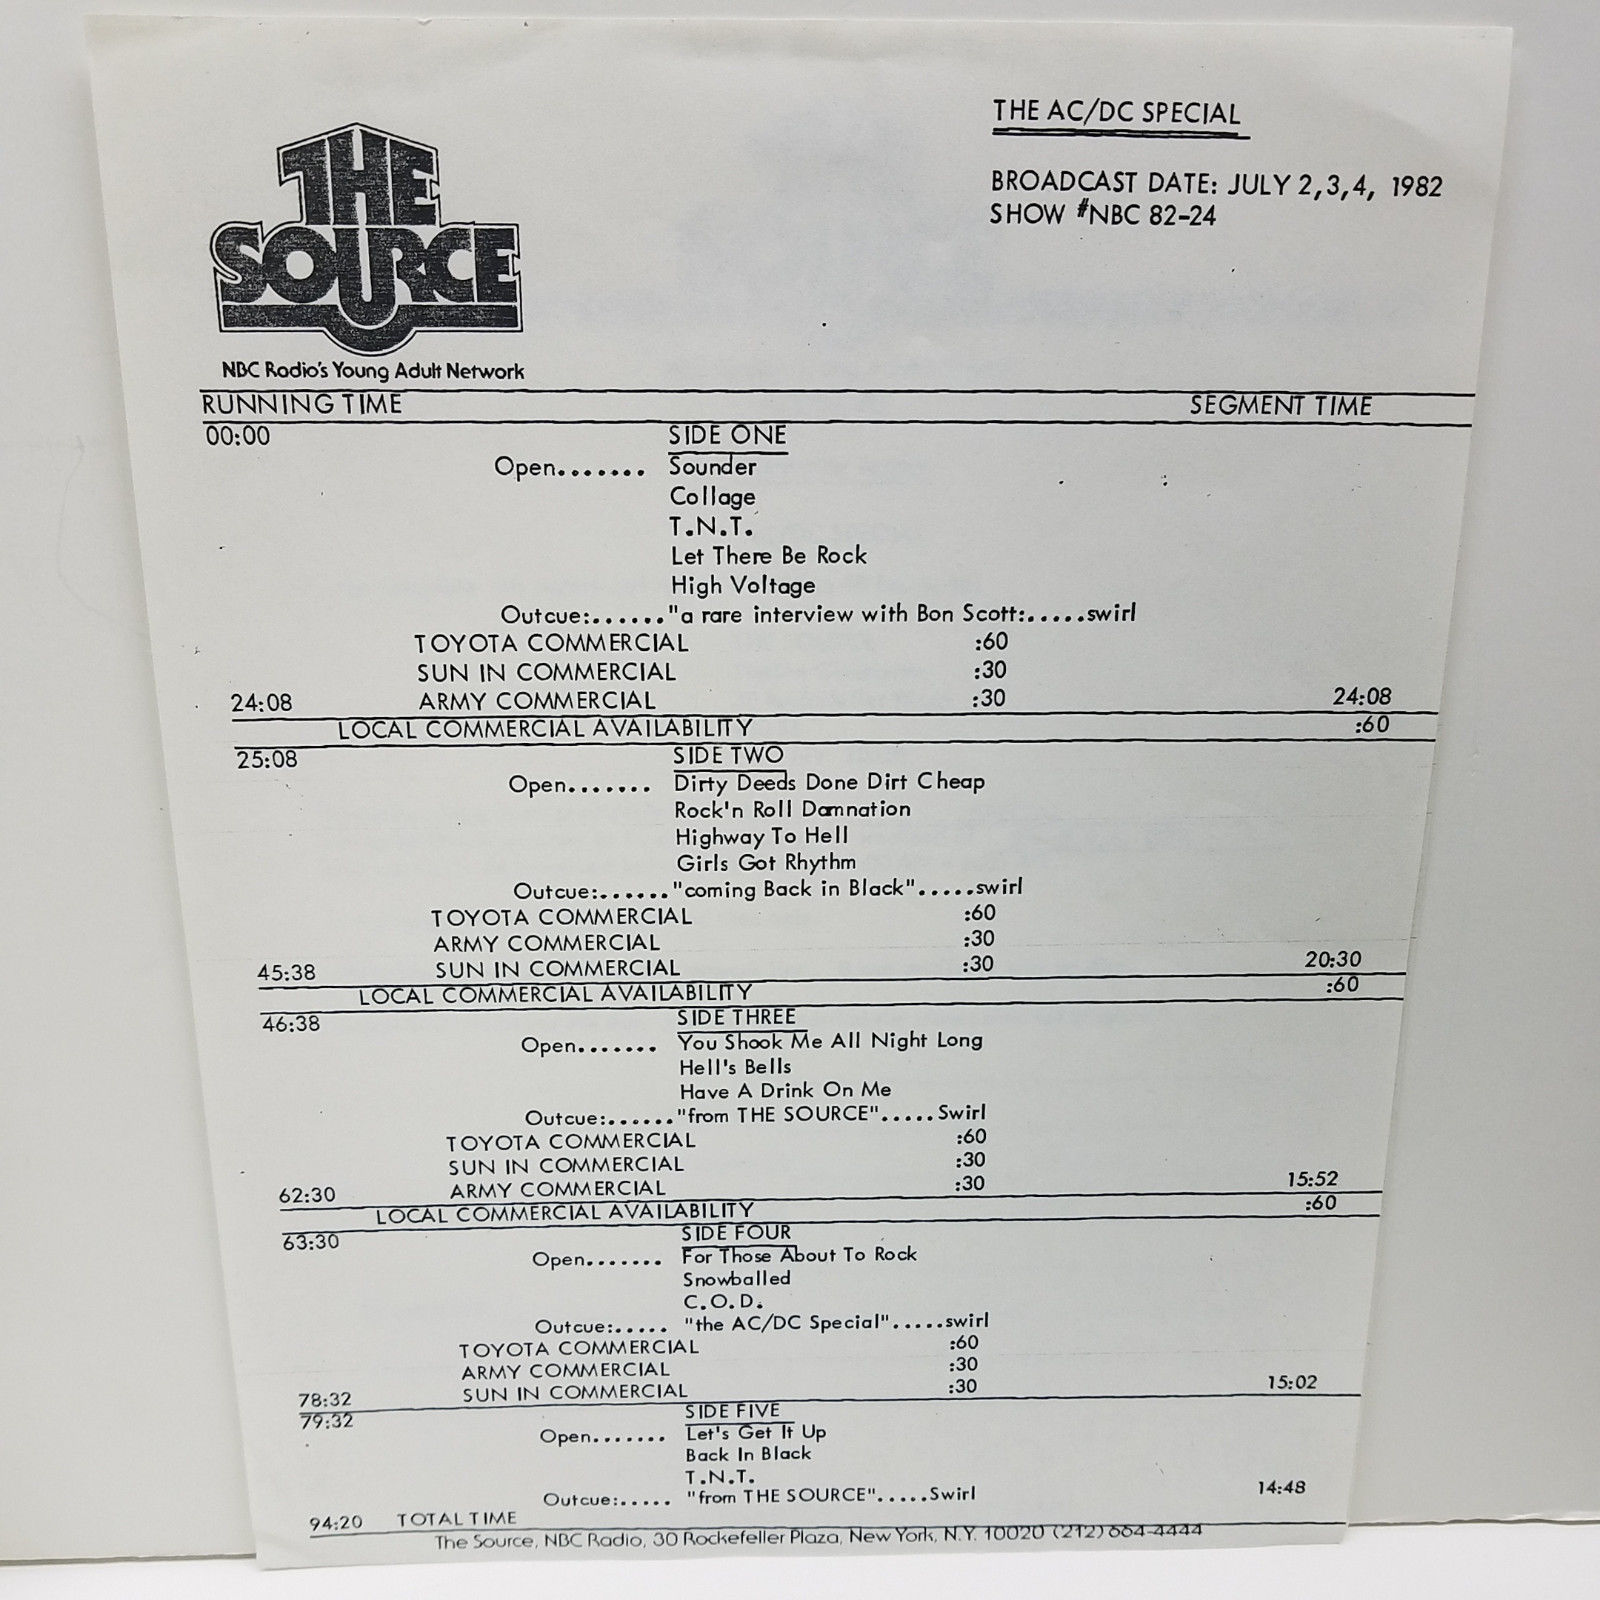 THE AC/DC SPECIAL
BROADCAST DATE: JULY 2,3,4, 1982
SHOW #NBC 82-24
THE
SOURCE
NBC Radio's Young Adult Network
RUNNING TIME SEGMENT TIME
00:00 SIDE ONE
Open....... Sounder
Collage
T.N.T.
Let There Be Rock
High Voltage
Outcue:......"a rare interview with Bon Scott:.....swirl
TOYOTA COMMERCIAL :60
SUN IN COMMERCIAL :30
24:08 ARMY COMMERCIAL :30 24:08
LOCAL COMMERCIAL AVAILABILITY :60
25:08 SIDE TWO
Open....... Dirty Deeds Done Dirt Cheap
Rock'n Roll Damnation
Highway To Hell
Girls Got Rhythm
Outcue:......"coming Back in Black".....swirl
TOYOTA COMMERCIAL :60
ARMY COMMERCIAL :30
45:38 SUN IN COMMERCIAL :30 20:30
LOCAL COMMERCIAL AVAILABILITY :60
46:38 SIDE THREE
Open....... You Shook Me All Night Long
Hell's Bells
Have A Drink On Me
Outcue:......"from THE SOURCE".....Swirl
TOYOTA COMMERCIAL :60
SUN IN COMMERCIAL :30
62:30 ARMY COMMERCIAL :30 15:52
LOCAL COMMERCIAL AVAILABILITY :60
63:30 SIDE FOUR
Open....... For Those About To Rock
Snowballed
C.O.D.
Outcue:..... "the AC/DC Special".....swirl
TOYOTA COMMERCIAL :60
ARMY COMMERCIAL :30
78:32 SUN IN COMMERCIAL :30 15:02
79:32 SIDE FIVE
Open....... Let's Get It Up
Back In Black
T.N.T.
Outcue:..... "from THE SOURCE".....Swirl 14:48
94:20 TOTAL TIME
The Source, NBC Radio, 30 Rockefeller Plaza, New York, N.Y. 10020 (212) 664-4444